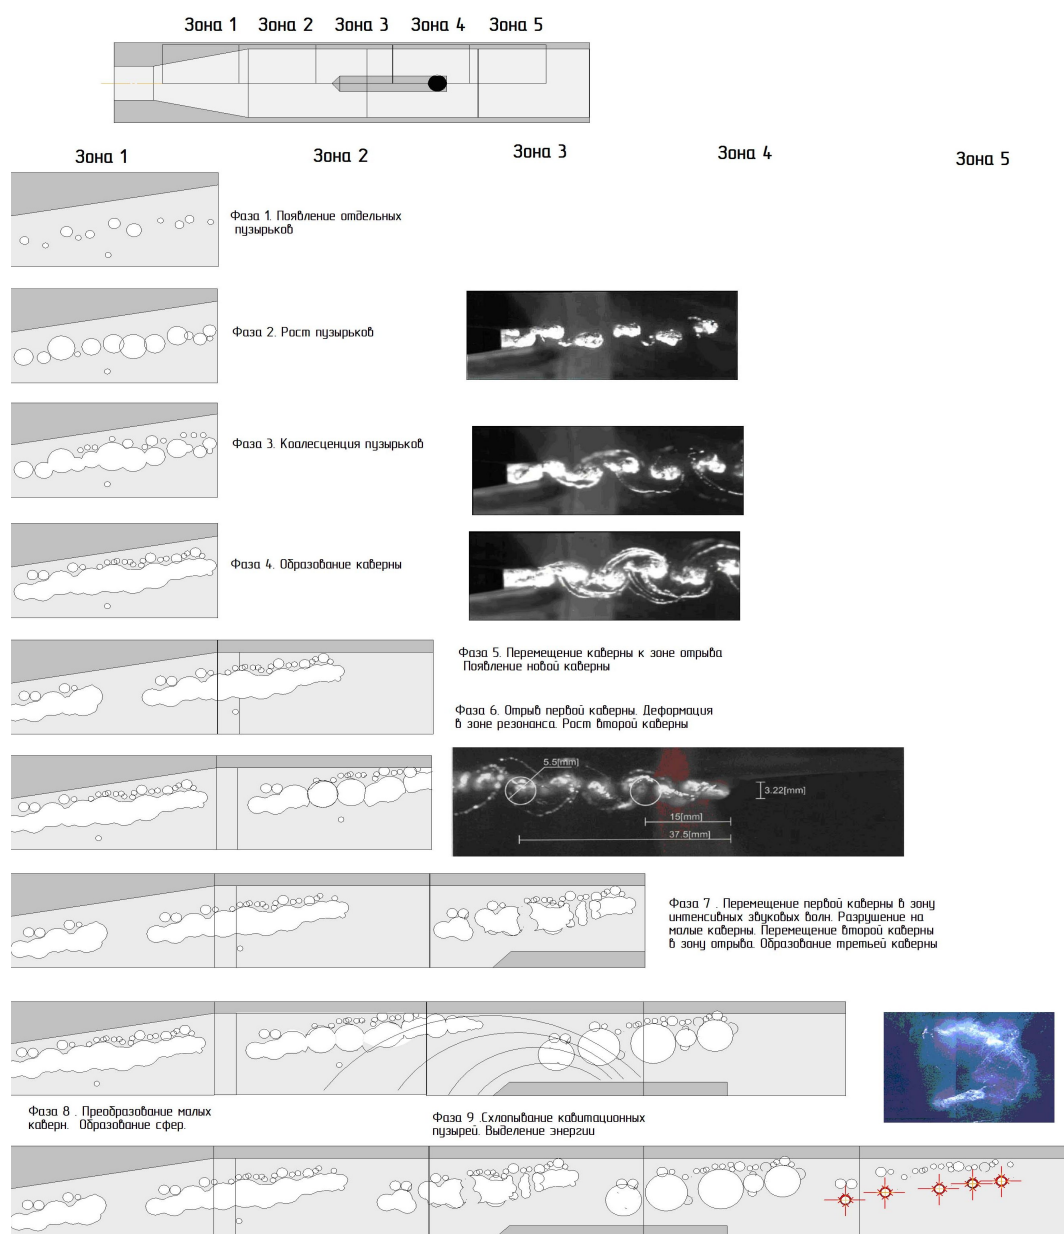 Зона 1 Зона 2 Зона 3 Зона 4 Зона 5
Зона 1 Зона 2 Зона 3 Зона 4 Зона 5
Фаза 1. Появление отдельных
пузырьков
Фаза 2. Рост пузырьков
Фаза 3. Коалесценция пузырьков
Фаза 4. Образование каверны
Фаза 5. Перемещение каверны к зоне отрыва
Появление новой каверны
Фаза 6. Отрыв первой каверны. Деформация
в зоне резонанса. Рост второй каверны
5.5[mm]
3.22[mm]
15[mm]
37.5[mm]
Фаза 7 . Перемещение первой каверны в зону
интенсивных звуковых волн. Разрушение на
малые каверны. Перемещение второй каверны
в зону отрыва. Образование третьей каверны
Фаза 8 . Преобразование малых
каверн. Образование сфер.
Фаза 9 .Схлопывание кавитационных
пузырей. Выделение энергии